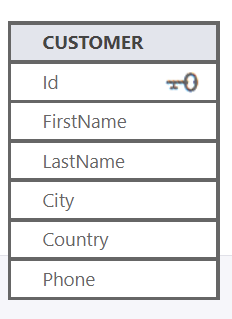 CUSTOMER
Id
FirstName
LastName
City
Country
Phone